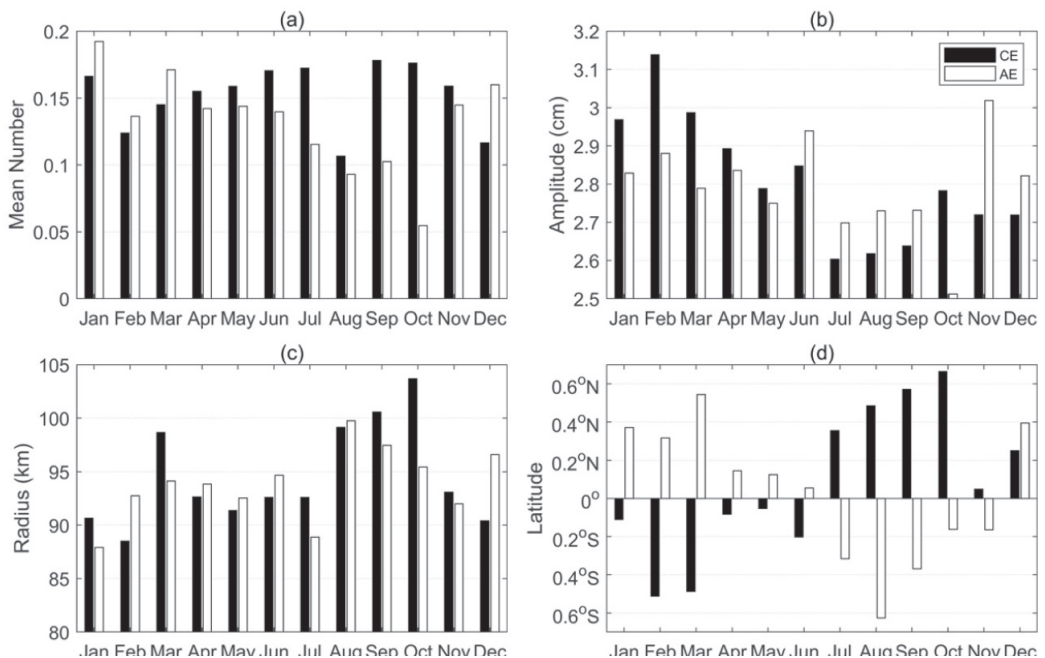 (a)
0.2
0.15
0.1
0.05
0
Mean Number
Jan Feb Mar Apr May Jun Jul Aug Sep Oct Nov Dec
(b)
3.2
3.1
3
2.9
2.8
2.7
2.6
2.5
Amplitude (cm)
CE
AE
Jan Feb Mar Apr May Jun Jul Aug Sep Oct Nov Dec
(c)
105
100
95
90
85
80
Radius (km)
Jan Feb Mar Apr May Jun Jul Aug Sep Oct Nov Dec
(d)
0.6°N
0.4°N
0.2°N
0°
0.2°S
0.4°S
0.6°S
Latitude
Jan Feb Mar Apr May Jun Jul Aug Sep Oct Nov Dec